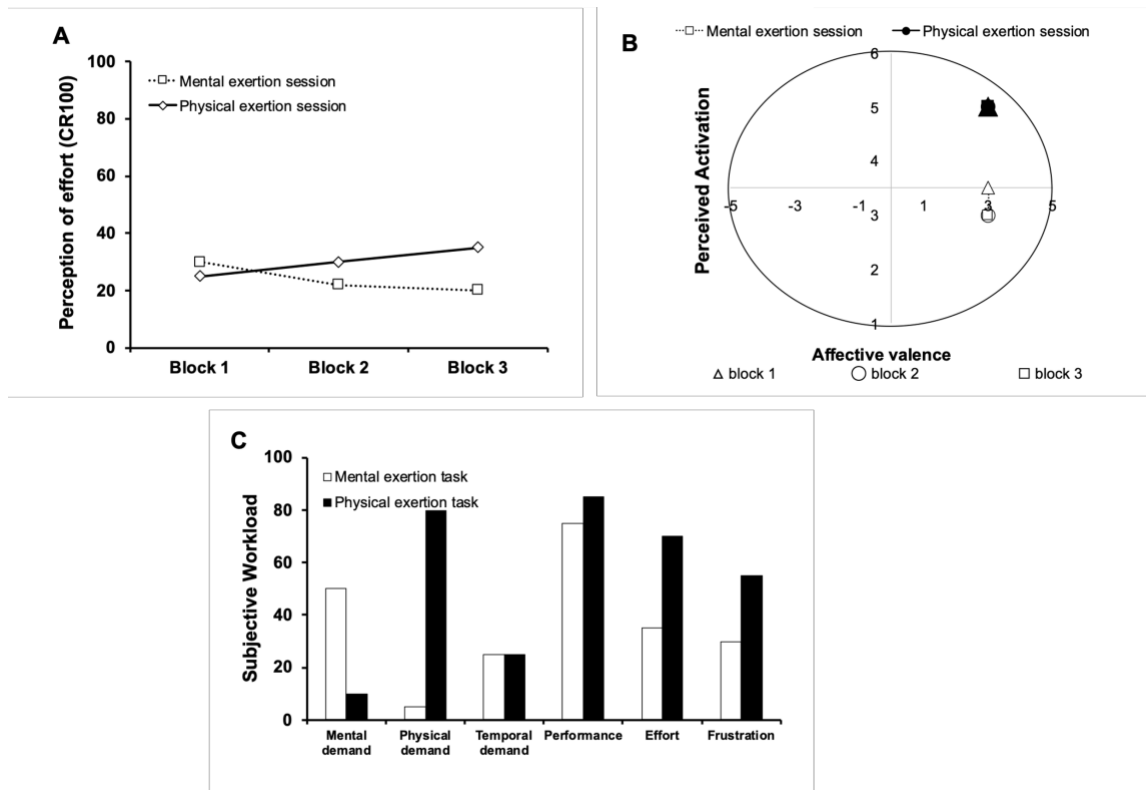 A
Perception of effort (CR100)
100
80
60
40
20
0
Mental exertion session
Physical exertion session
Block 1 Block 2 Block 3
B
Mental exertion session Physical exertion session
Perceived Activation
6
5
4
-5 -3 -1 1 3 5
3
2
1
Affective valence
block 1 block 2 block 3
C
Subjective Workload
100
80
60
40
20
0
Mental exertion task
Physical exertion task
Mental demand
Physical demand
Temporal demand
Performance
Effort
Frustration